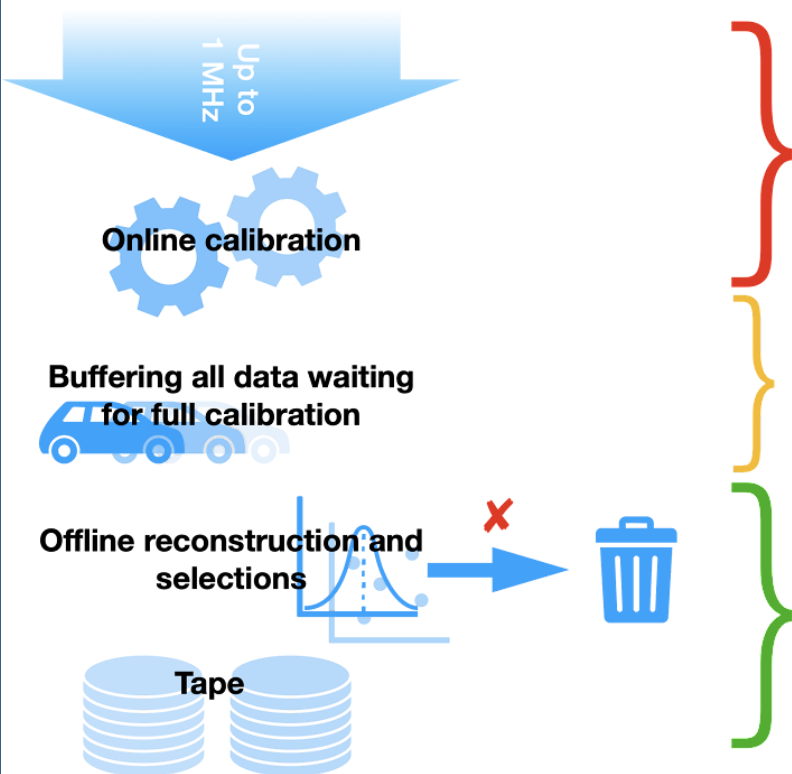 Up to
1 MHz
Online calibration
Buffering all data waiting
for full calibration
Offline reconstruction and
selections
Tape